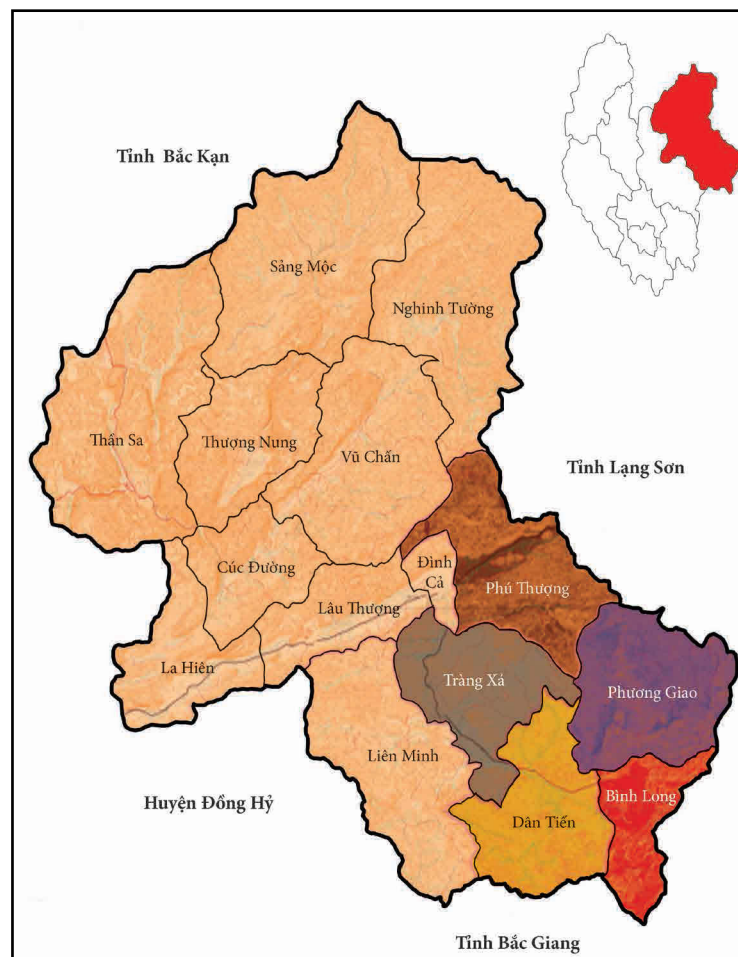 Tỉnh Bắc Kạn
Sảng Mộc
Nghinh Tường
Thần Sa
Thượng Nung
Vũ Chấn
Tỉnh Lạng Sơn
Đình
Cả
Cúc Đường
Phú Thượng
Lâu Thượng
La Hiên
Tràng Xá
Phương Giao
Liên Minh
Huyện Đồng Hỷ
Bình Long
Dân Tiến
Tỉnh Bắc Giang